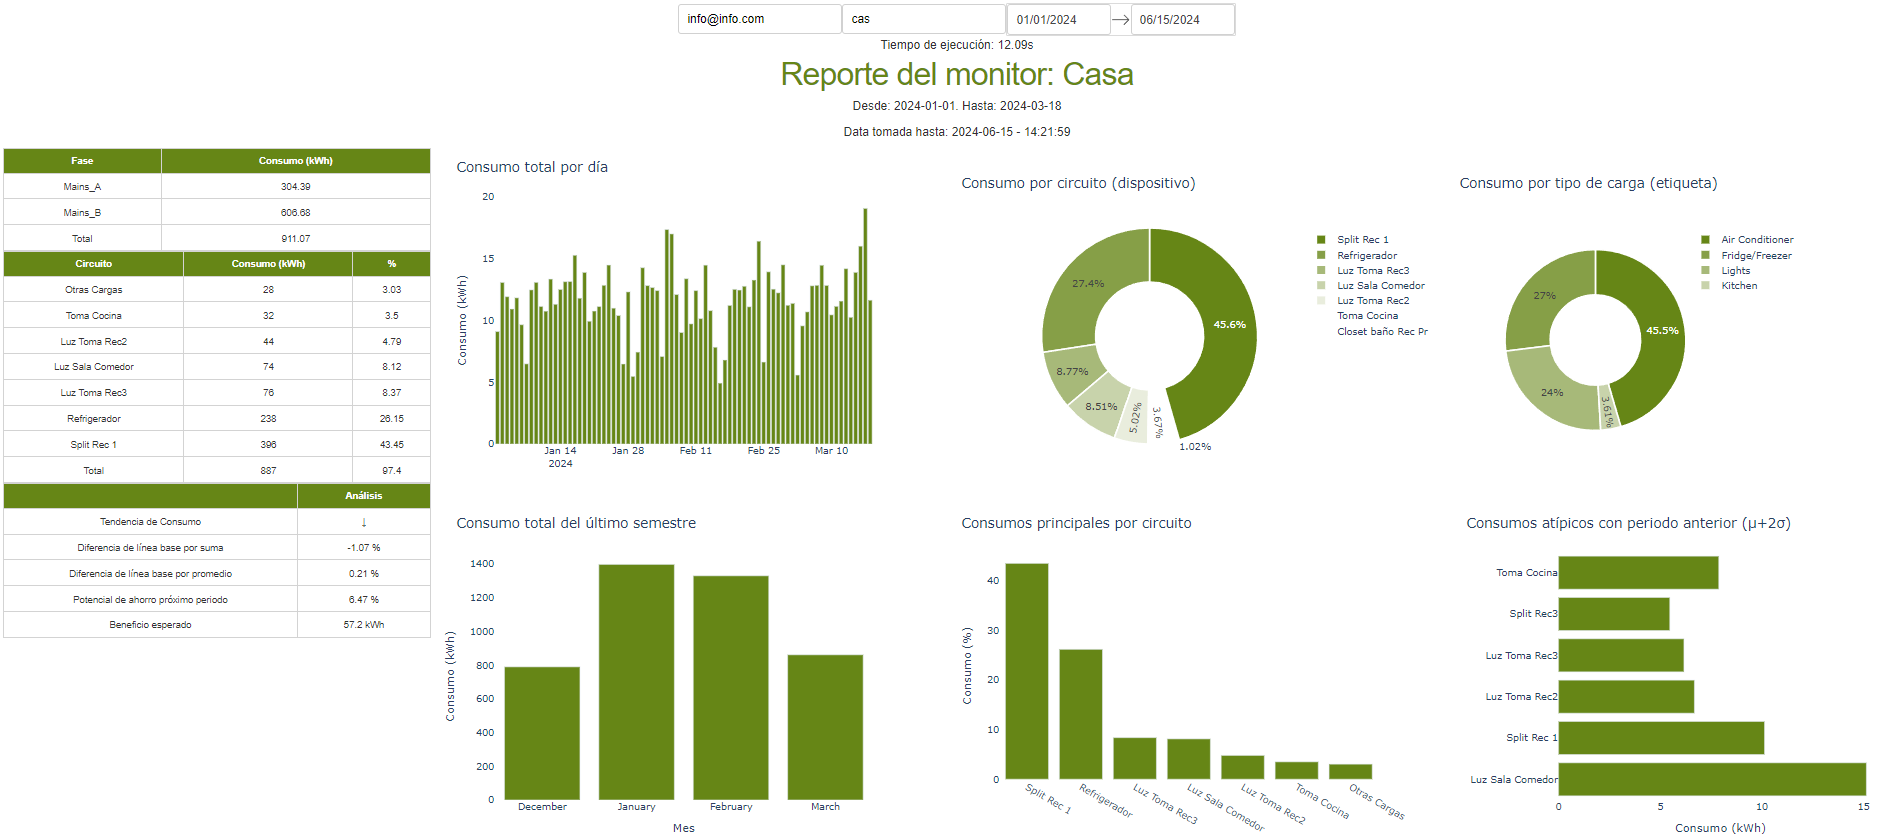 info@info.com cas 01/01/2024 → 06/15/2024
Tiempo de ejecución: 12.09s
Reporte del monitor: Casa
Desde: 2024-01-01. Hasta: 2024-03-18
Data tomada hasta: 2024-06-15 - 14:21:59
Fase Consumo (kWh)
Mains_A 304.39
Mains_B 606.68
Total 911.07
Circuito Consumo (kWh) %
Otras Cargas 28 3.03
Toma Cocina 32 3.5
Luz Toma Rec2 44 4.79
Luz Sala Comedor 74 8.12
Luz Toma Rec3 76 8.37
Refrigerador 238 26.15
Split Rec 1 396 43.45
Total 887 97.4
Análisis
Tendencia de Consumo ↓
Diferencia de línea base por suma -1.07 %
Diferencia de línea base por promedio 0.21 %
Potencial de ahorro próximo periodo 6.47 %
Beneficio esperado 57.2 kWh
Consumo total por día
Consumo (kWh)
20
15
10
5
0
Jan 14 Jan 28 Feb 11 Feb 25 Mar 10
2024
Consumo por circuito (dispositivo)
45.6%
27.4%
8.77%
8.51%
5.02%
3.67%
1.02%
Split Rec 1
Refrigerador
Luz Toma Rec3
Luz Sala Comedor
Luz Toma Rec2
Toma Cocina
Closet baño Rec Pr
Consumo por tipo de carga (etiqueta)
45.5%
27%
24%
3.61%
Air Conditioner
Fridge/Freezer
Lights
Kitchen
Consumo total del último semestre
Consumo (kWh)
1400
1200
1000
800
600
400
200
0
December January February March
Mes
Consumos principales por circuito
Consumo (%)
40
30
20
10
0
Split Rec 1
Refrigerador
Luz Toma Rec3
Luz Sala Comedor
Luz Toma Rec2
Toma Cocina
Otras Cargas
Consumos atípicos con periodo anterior (μ+2σ)
Toma Cocina
Split Rec3
Luz Toma Rec3
Luz Toma Rec2
Split Rec 1
Luz Sala Comedor
0 5 10 15
Consumo (kWh)